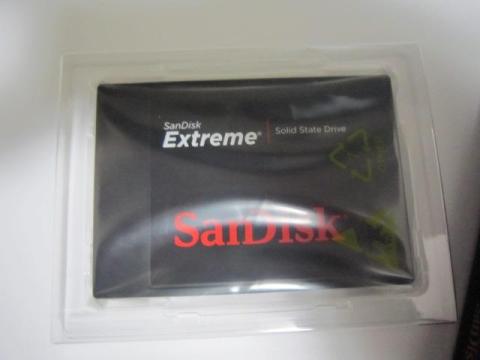 SanDisk
Extreme® | Solid State Drive
SanDisk